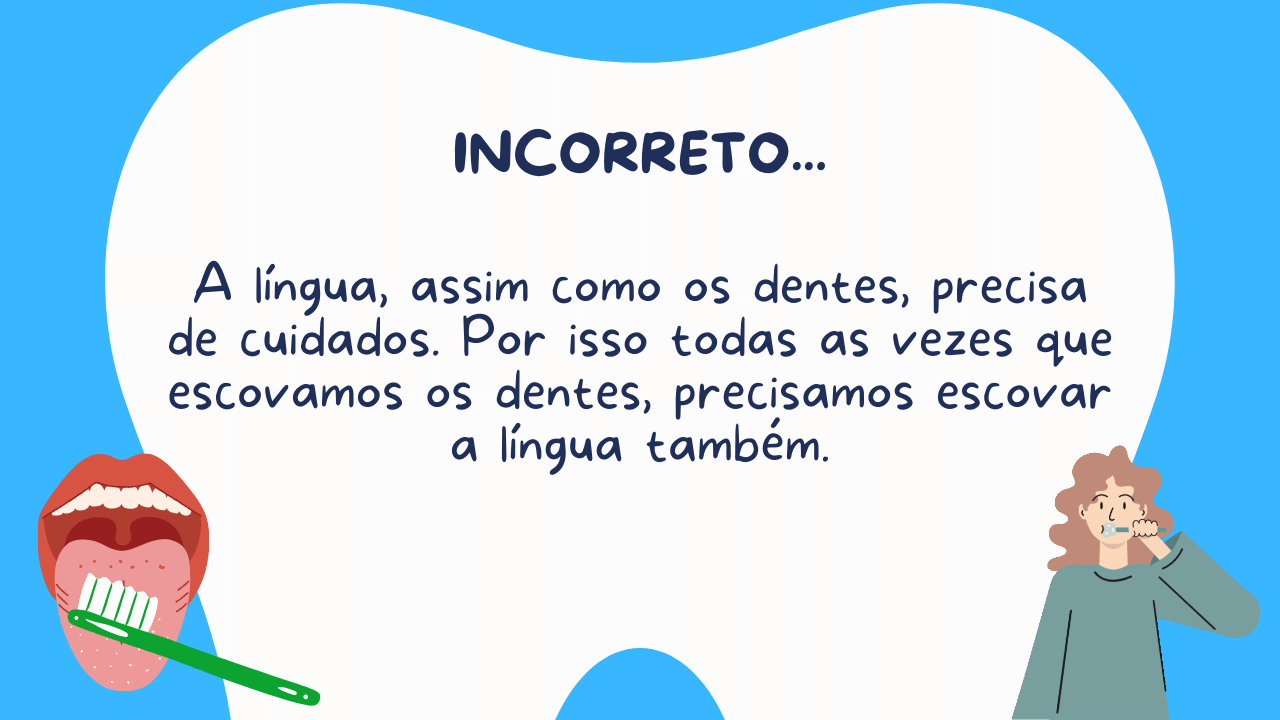 INCORRETO...
A língua, assim como os dentes, precisa
de cuidados. Por isso todas as vezes que
escovamos os dentes, precisamos escovar
a língua também.